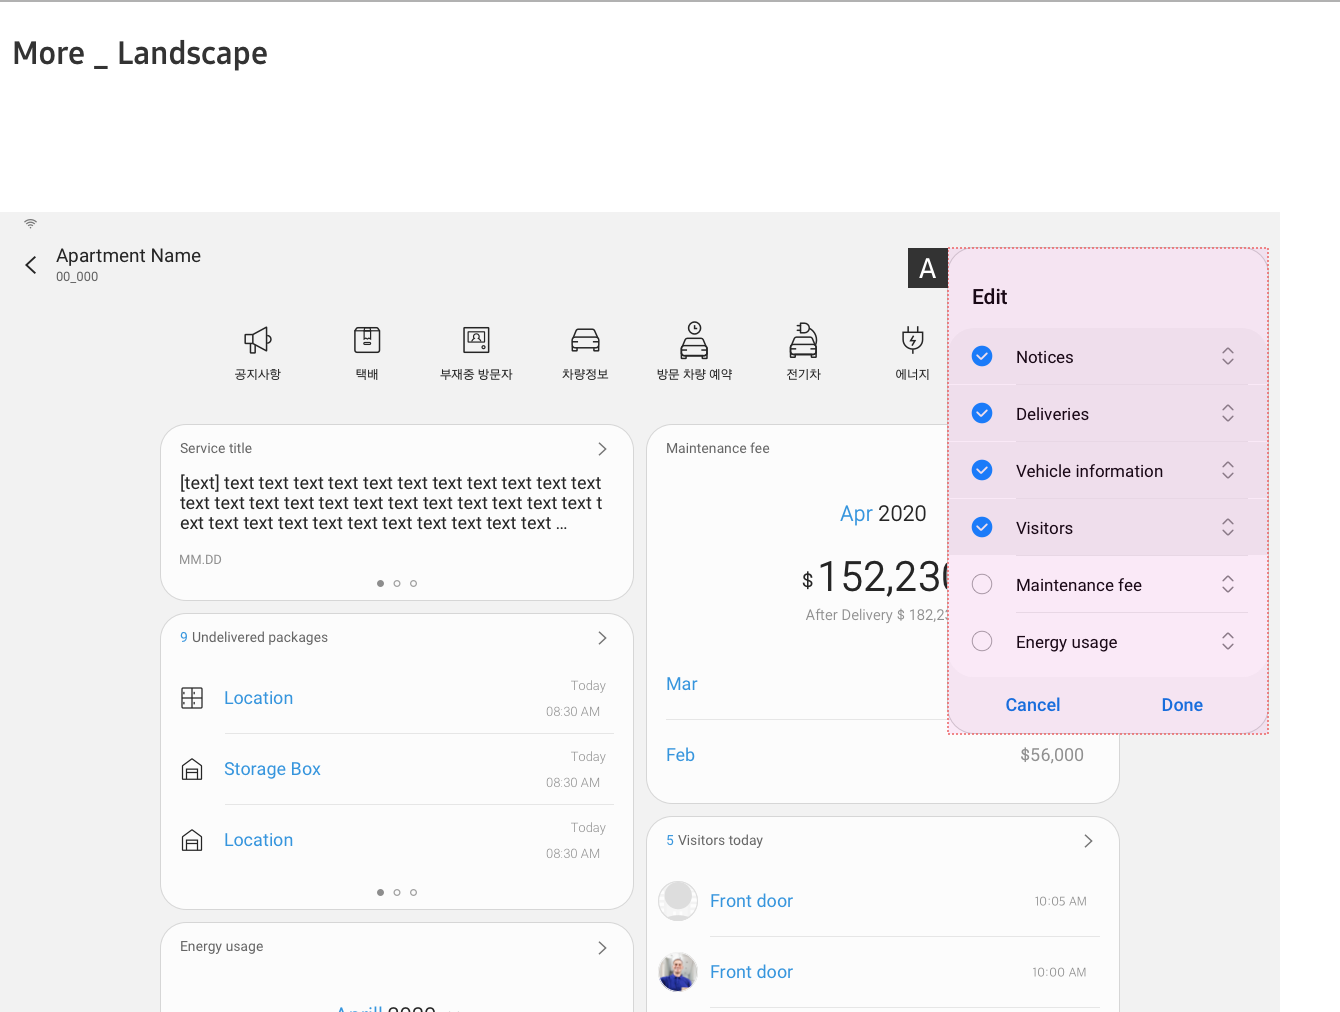 More _ Landscape
Apartment Name
00_000
A
공지사항
택배
부재중 방문자
차량정보
방문 차량 예약
전기차
에너지
Service title
[text] text text text text text text text text text text text
text text text text text text text text text text text text t
ext text text text text text text text text text text ...
MM.DD
9 Undelivered packages
Location
Today
08:30 AM
Storage Box
Today
08:30 AM
Location
Today
08:30 AM
Energy usage
Maintenance fee
Apr 2020
$152,230
After Delivery $ 182,23
Mar
Feb
$56,000
5 Visitors today
Front door
10:05 AM
Front door
10:00 AM
Edit
Notices
Deliveries
Vehicle information
Visitors
Maintenance fee
Energy usage
Cancel
Done